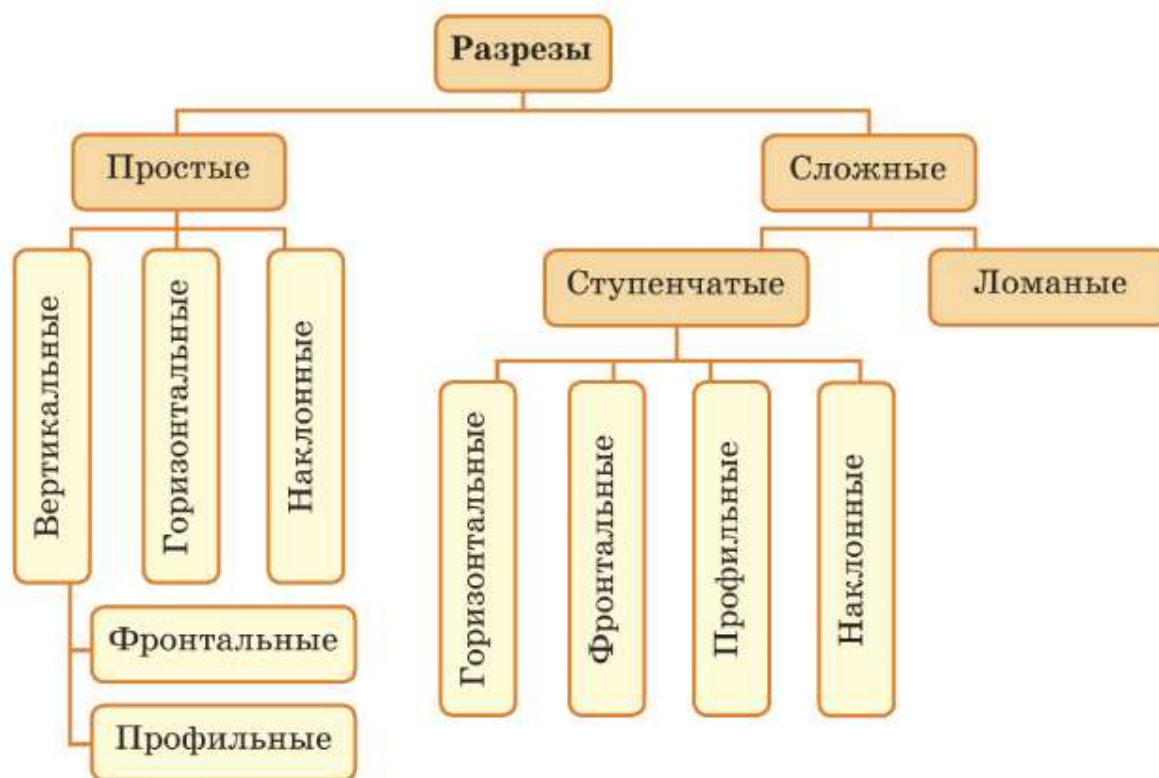 Разрезы
Простые
Сложные
Вертикальные
Горизонтальные
Наклонные
Фронтальные
Профильные
Ступенчатые
Ломаные
Горизонтальные
Фронтальные
Профильные
Наклонные